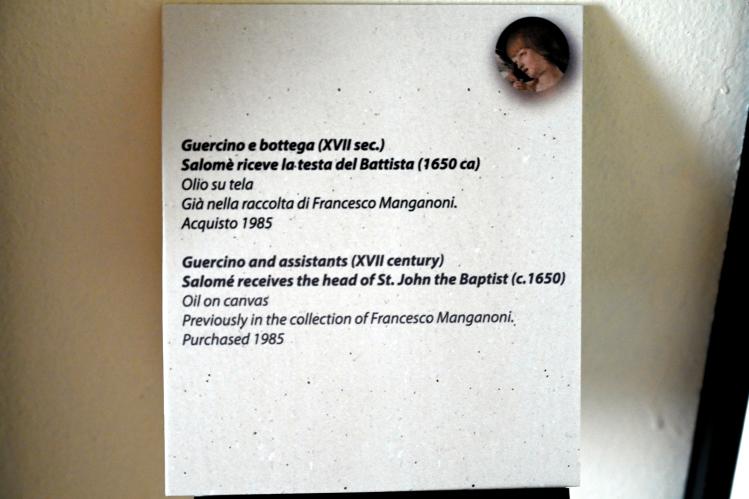 Guercino e bottega (XVII sec.)
Salomè riceve la testa del Battista (1650 ca)
Olio su tela
Già nella raccolta di Francesco Manganoni.
Acquisto 1985
Guercino and assistants (XVII century)
Salomé receives the head of St. John the Baptist (c.1650)
Oil on canvas
Previously in the collection of Francesco Manganoni.
Purchased 1985